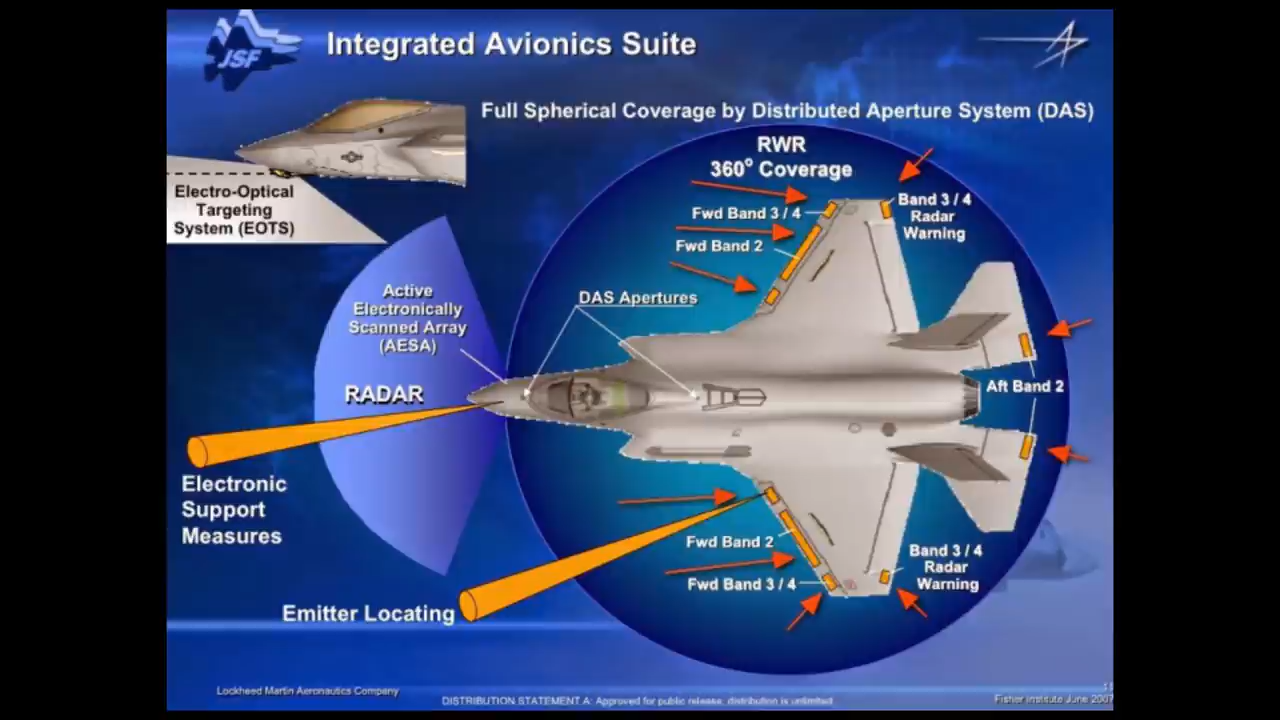 JSF
Integrated Avionics Suite
Full Spherical Coverage by Distributed Aperture System (DAS)
RWR
360° Coverage
Electro-Optical
Targeting
System (EOTS)
Fwd Band 3 / 4
Fwd Band 2
Band 3 / 4
Radar
Warning
Active
Electronically
Scanned Array
(AESA)
DAS Apertures
RADAR
Aft Band 2
Electronic
Support
Measures
Fwd Band 2
Fwd Band 3 / 4
Band 3 / 4
Radar
Warning
Emitter Locating
Lockheed Martin Aeronautics Company
DISTRIBUTION STATEMENT A: Approved for public release, distribution is unlimited
Fisher Institute June 2007